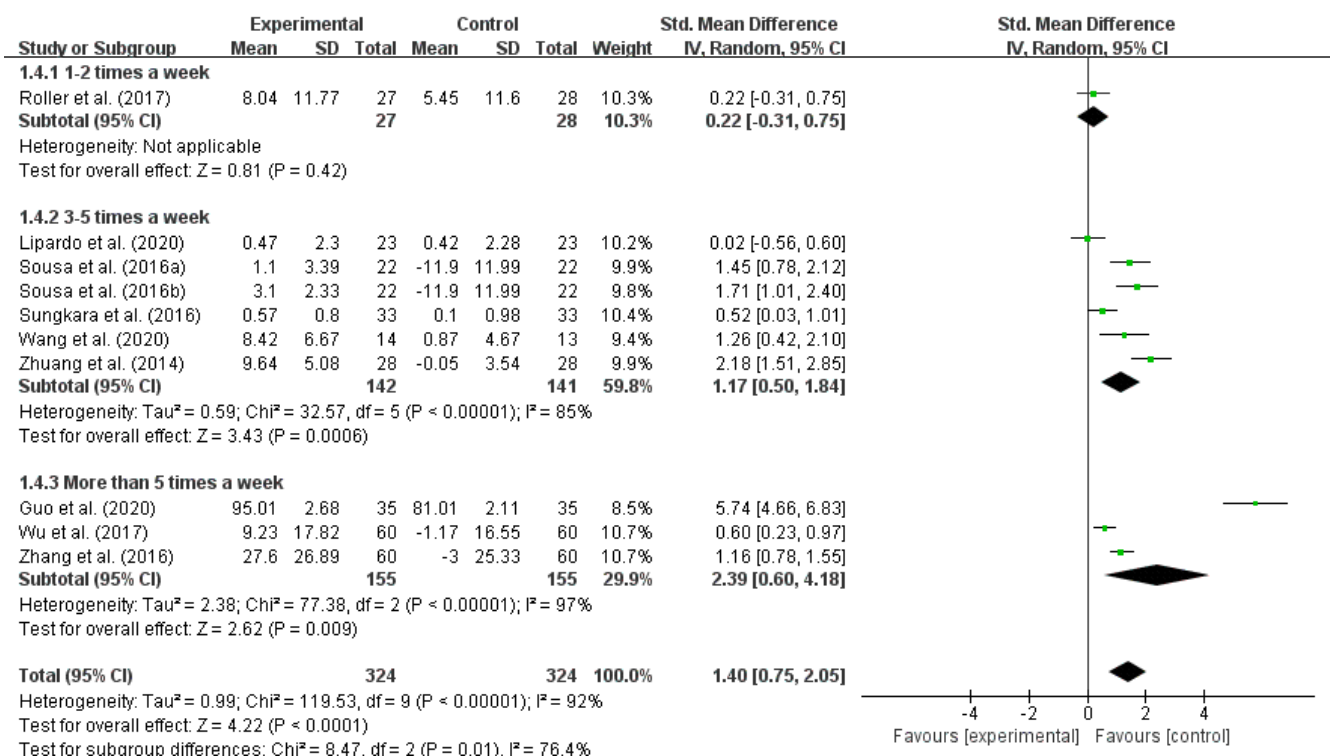 Experimental Control Std. Mean Difference Std. Mean Difference
Study or Subgroup Mean SD Total Mean SD Total Weight IV, Random, 95% CI IV, Random, 95% CI
1.4.1 1-2 times a week
Roller et al. (2017) 8.04 11.77 27 5.45 11.6 28 10.3% 0.22 [-0.31, 0.75]
Subtotal (95% CI) 27 28 10.3% 0.22 [-0.31, 0.75]
Heterogeneity: Not applicable
Test for overall effect: Z = 0.81 (P = 0.42)
1.4.2 3-5 times a week
Lipardo et al. (2020) 0.47 2.3 23 0.42 2.28 23 10.2% 0.02 [-0.56, 0.60]
Sousa et al. (2016a) 1.1 3.39 22 -11.9 11.99 22 9.9% 1.45 [0.78, 2.12]
Sousa et al. (2016b) 3.1 2.33 22 -11.9 11.99 22 9.8% 1.71 [1.01, 2.40]
Sungkara et al. (2016) 0.57 0.8 33 0.1 0.98 33 10.4% 0.52 [0.03, 1.01]
Wang et al. (2020) 8.42 6.67 14 0.87 4.67 13 9.4% 1.26 [0.42, 2.10]
Zhuang et al. (2014) 9.64 5.08 28 -0.05 3.54 28 9.9% 2.18 [1.51, 2.85]
Subtotal (95% CI) 142 141 59.8% 1.17 [0.50, 1.84]
Heterogeneity: Tau² = 0.59; Chi² = 32.57, df = 5 (P < 0.00001); I² = 85%
Test for overall effect: Z = 3.43 (P = 0.0006)
1.4.3 More than 5 times a week
Guo et al. (2020) 95.01 2.68 35 81.01 2.11 35 8.5% 5.74 [4.66, 6.83]
Wu et al. (2017) 9.23 17.82 60 -1.17 16.55 60 10.7% 0.60 [0.23, 0.97]
Zhang et al. (2016) 27.6 26.89 60 -3 25.33 60 10.7% 1.16 [0.78, 1.55]
Subtotal (95% CI) 155 155 29.9% 2.39 [0.60, 4.18]
Heterogeneity: Tau² = 2.38; Chi² = 77.38, df = 2 (P < 0.00001); I² = 97%
Test for overall effect: Z = 2.62 (P = 0.009)
Total (95% CI) 324 324 100.0% 1.40 [0.75, 2.05]
Heterogeneity: Tau² = 0.99; Chi² = 119.53, df = 9 (P < 0.00001); I² = 92%
Test for overall effect: Z = 4.22 (P < 0.0001)
Test for subgroup differences: Chi² = 8.47, df = 2 (P = 0.01), I² = 76.4%
-4 -2 0 2 4
Favours [experimental] Favours [control]